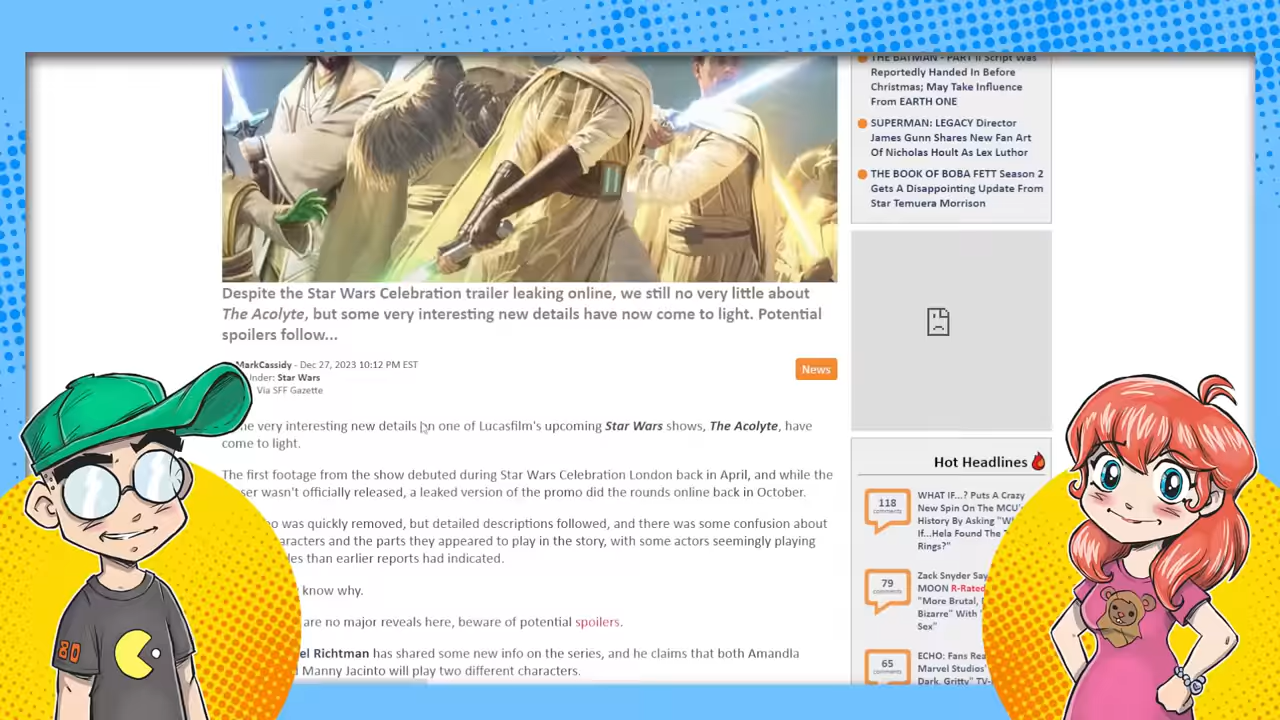 Despite the Star Wars Celebration trailer leaking online, we still no very little about
The Acolyte, but some very interesting new details have now come to light. Potential
spoilers follow...
MarkCassidy - Dec 27, 2023 10:12 PM EST
Star Wars
Via SFF Gazette
News
very interesting new details on one of Lucasfilm's upcoming Star Wars shows, The Acolyte, have
come to light.
The first footage from the show debuted during Star Wars Celebration London back in April, and while the
wasn't officially released, a leaked version of the promo did the rounds online back in October.
was quickly removed, but detailed descriptions followed, and there was some confusion about
and the parts they appeared to play in the story, with some actors seemingly playing
than earlier reports had indicated.
know why.
are no major reveals here, beware of potential spoilers.
Richtman has shared some new info on the series, and he claims that both Amandla
Manny Jacinto will play two different characters.
80
THE BATMAN - PART II Script Was
Reportedly Handed In Before
Christmas; May Take Influence
From EARTH ONE
SUPERMAN: LEGACY Director
James Gunn Shares New Fan Art
Of Nicholas Hoult As Lex Luthor
THE BOOK OF BOBA FETT Season 2
Gets A Disappointing Update From
Star Temuera Morrison
Hot Headlines
118
comments
WHAT IF...? Puts A Crazy
New Spin On The MCU's
History By Asking
If...Hela Found The
Rings?"
79
comments
Zack Snyder
MOON R-Rated
"More Brutal,
Bizarre" With
Sex"
65
comments
ECHO: Fans
Marvel Studios'
Dark, Gritty"